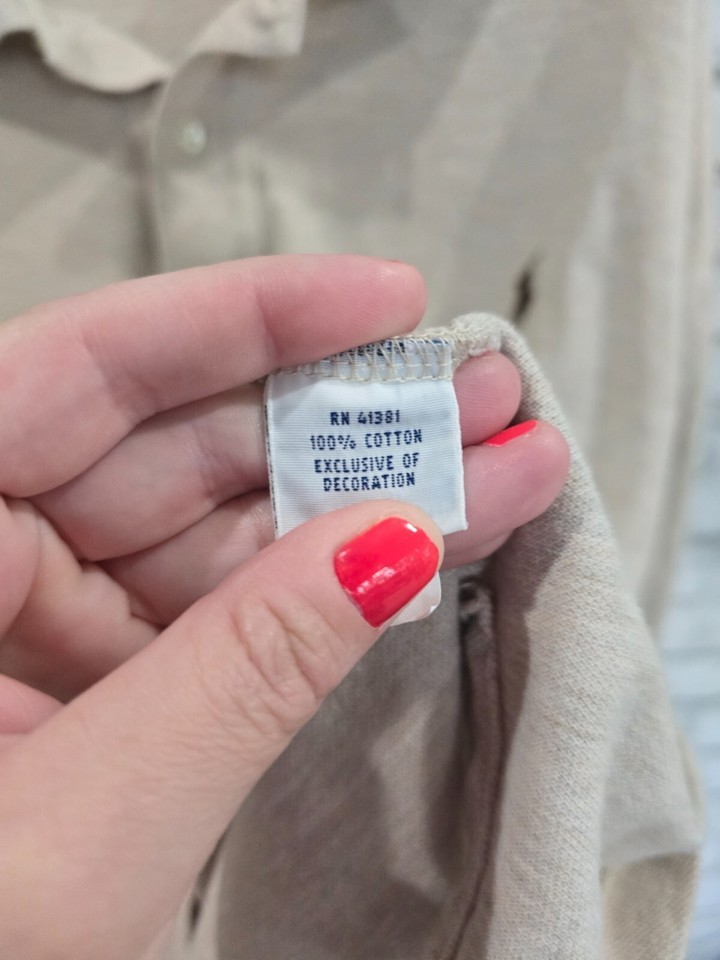 RN 41381
100% COTTON
EXCLUSIVE OF
DECORATION